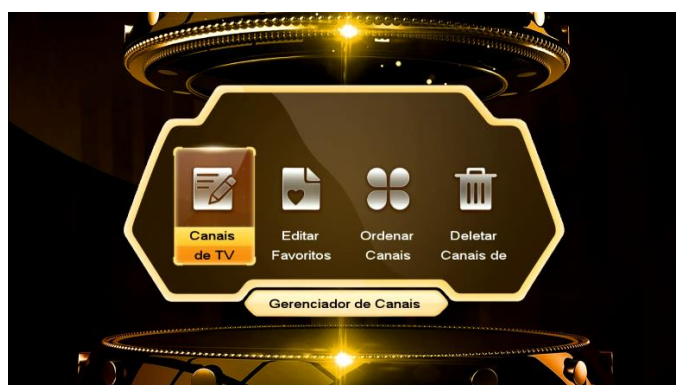 Canais
de TV
Editar
Favoritos
Ordenar
Canais
Deletar
Canais de
Gerenciador de Canais